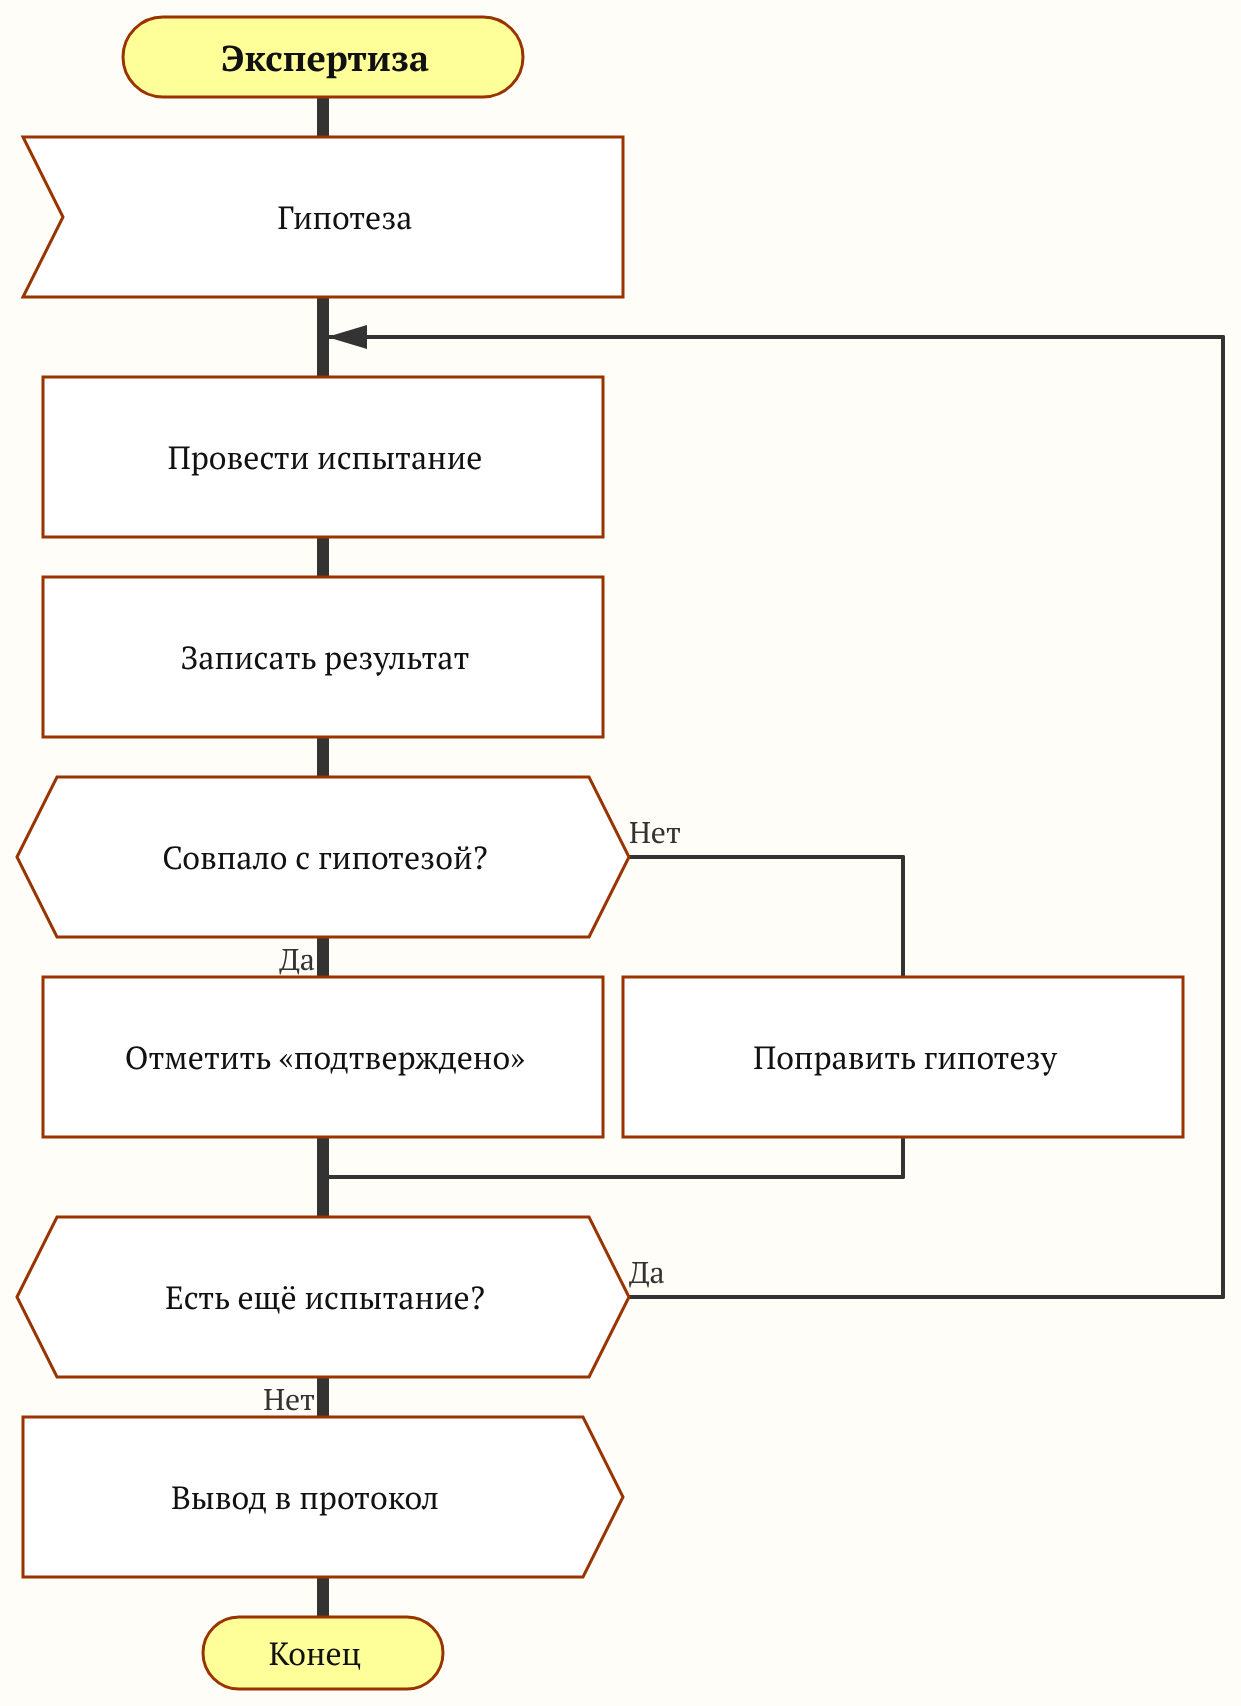 Экспертиза
Гипотеза
Провести испытание
Записать результат
Совпало с гипотезой?
Нет
Да
Отметить «подтверждено»
Поправить гипотезу
Есть ещё испытание?
Да
Нет
Вывод в протокол
Конец